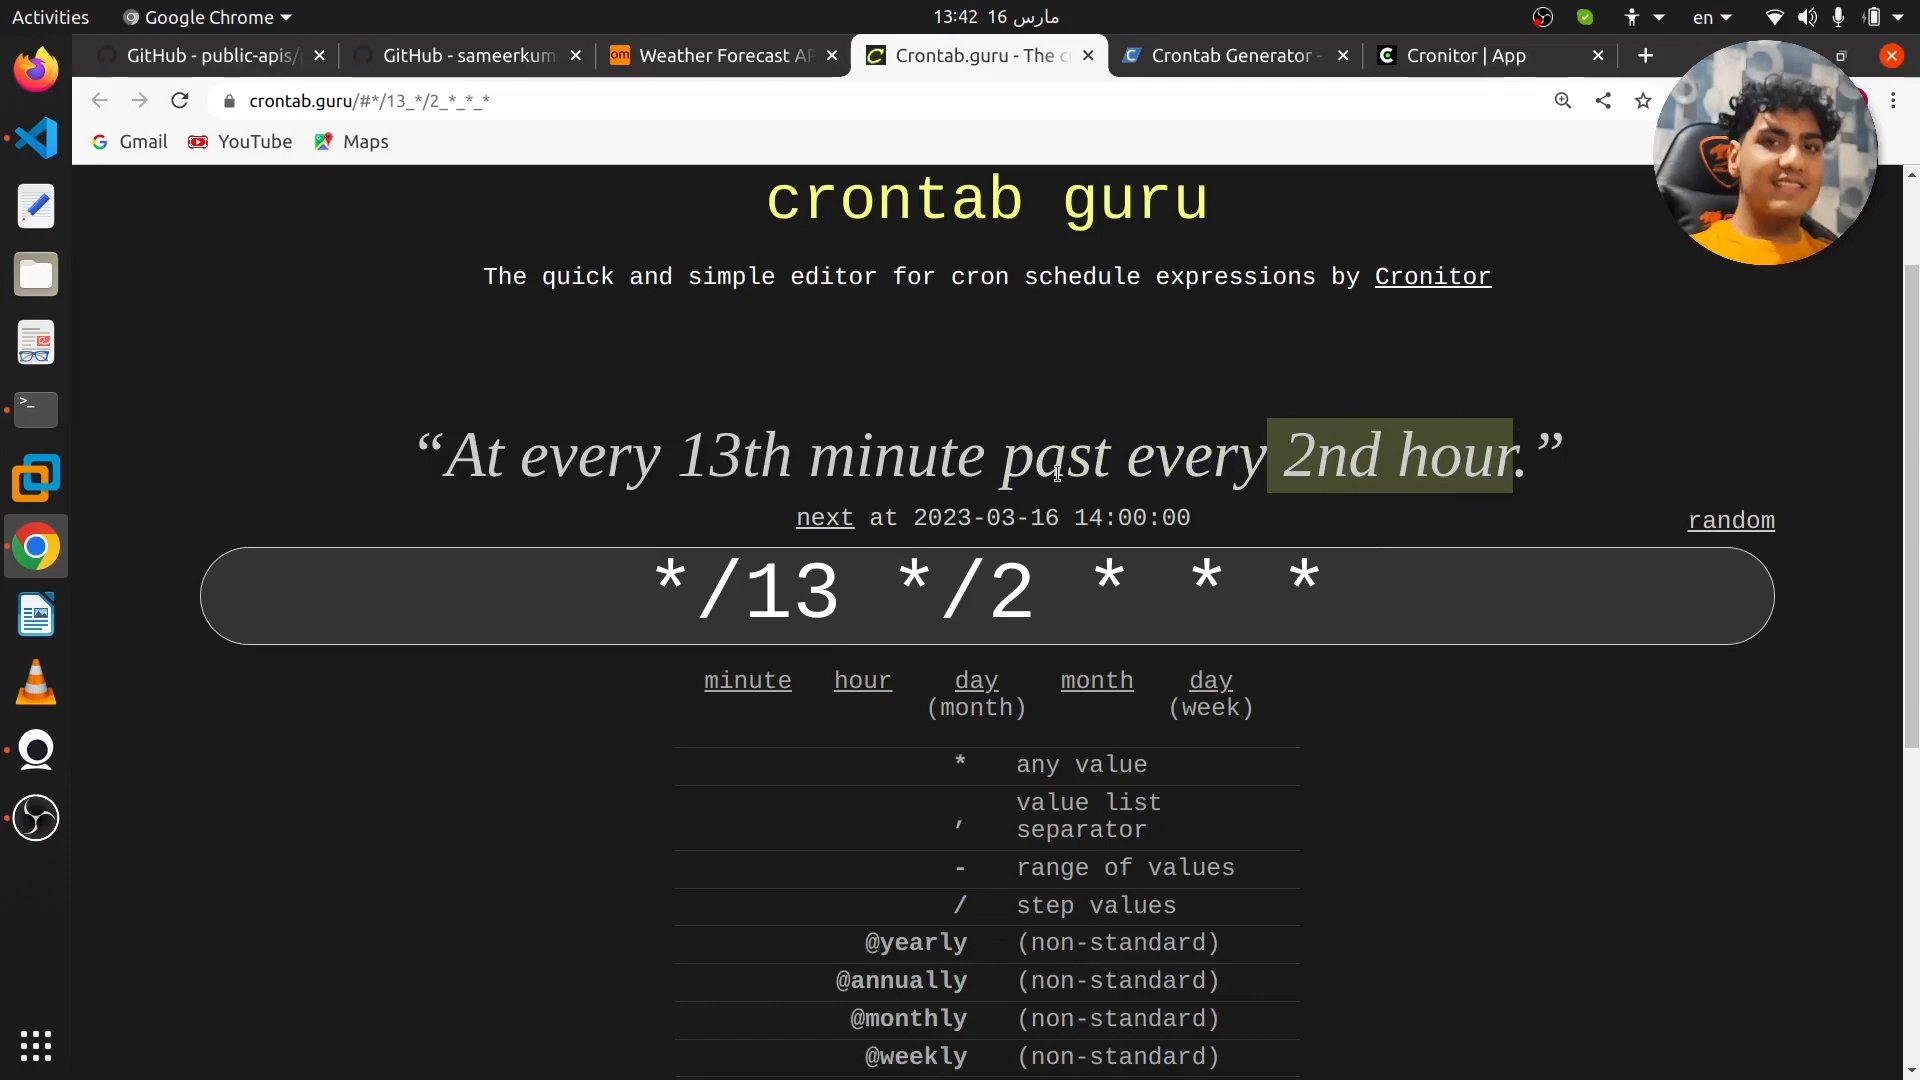 Activities Google Chrome 13:42 16 مارس en
GitHub - public-apis/ GitHub - sameerkum Weather Forecast AP Crontab.guru - The c Crontab Generator - Cronitor | App
crontab.guru/#*/13_*/2_*_*_*
Gmail YouTube Maps
crontab guru
The quick and simple editor for cron schedule expressions by Cronitor
“At every 13th minute past every 2nd hour.”
next at 2023-03-16 14:00:00
random
*/13 */2 * * *
minute hour day month day
(month) (week)
* any value
, value list
separator
- range of values
/ step values
@yearly (non-standard)
@annually (non-standard)
@monthly (non-standard)
@weekly (non-standard)